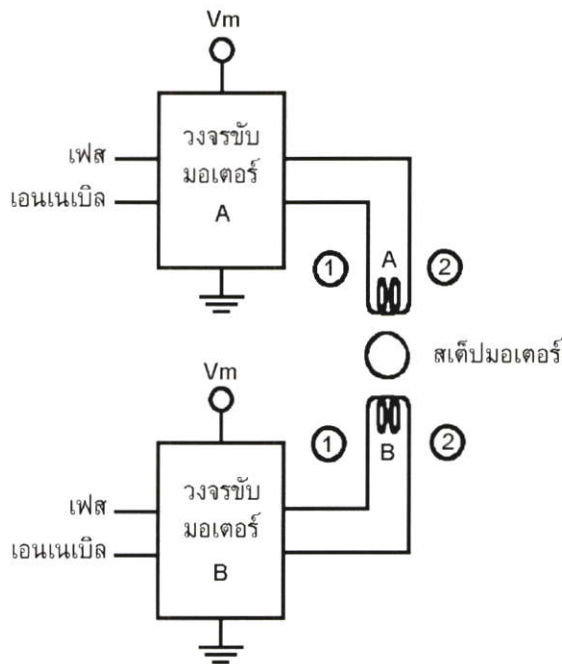 Vm
วงจรขับ
มอเตอร์
A
เฟส
เอนเนเบิล
1
A
2
สเต็ปมอเตอร์
Vm
1
B
2
วงจรขับ
มอเตอร์
B
เฟส
เอนเนเบิล